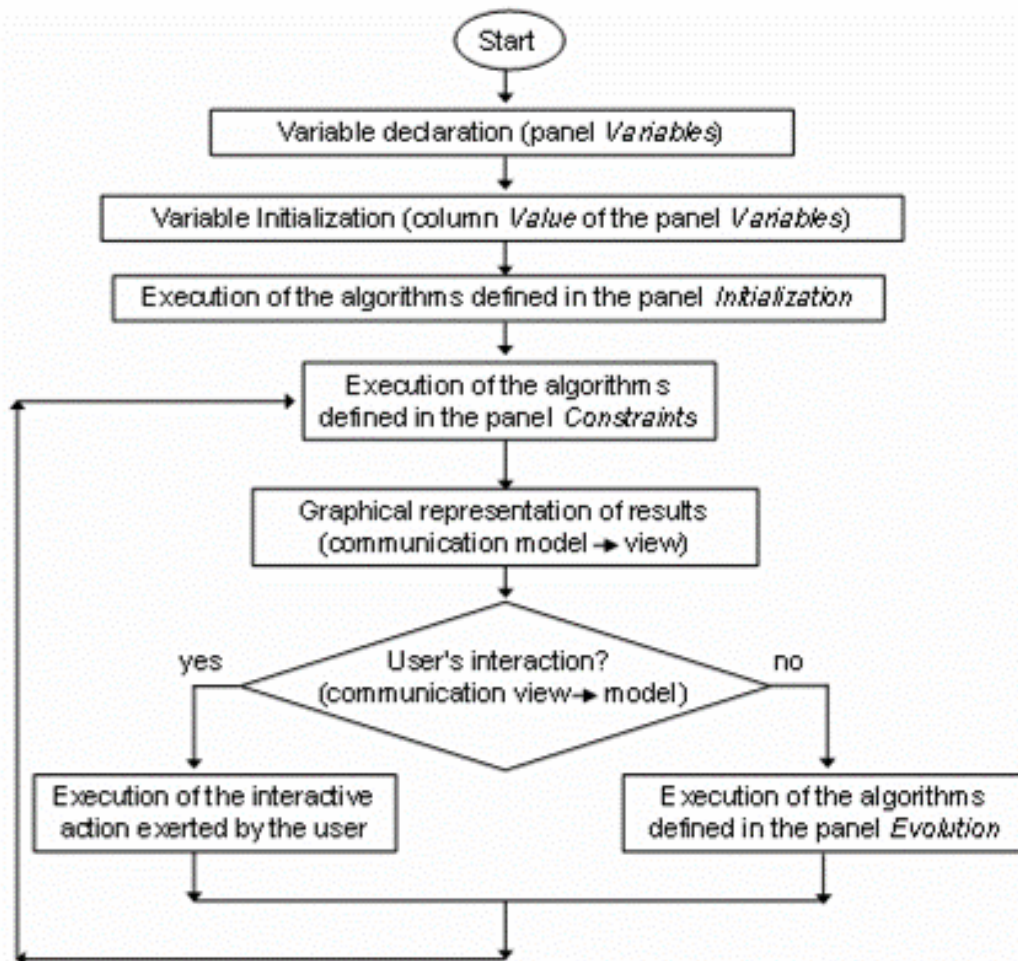 Start
Variable declaration (panel Variables)
Variable Initialization (column Value of the panel Variables)
Execution of the algorithms defined in the panel Initialization
Execution of the algorithms
defined in the panel Constraints
Graphical representation of results
(communication model → view)
User's interaction?
(communication view → model)
yes
no
Execution of the interactive
action exerted by the user
Execution of the algorithms
defined in the panel Evolution